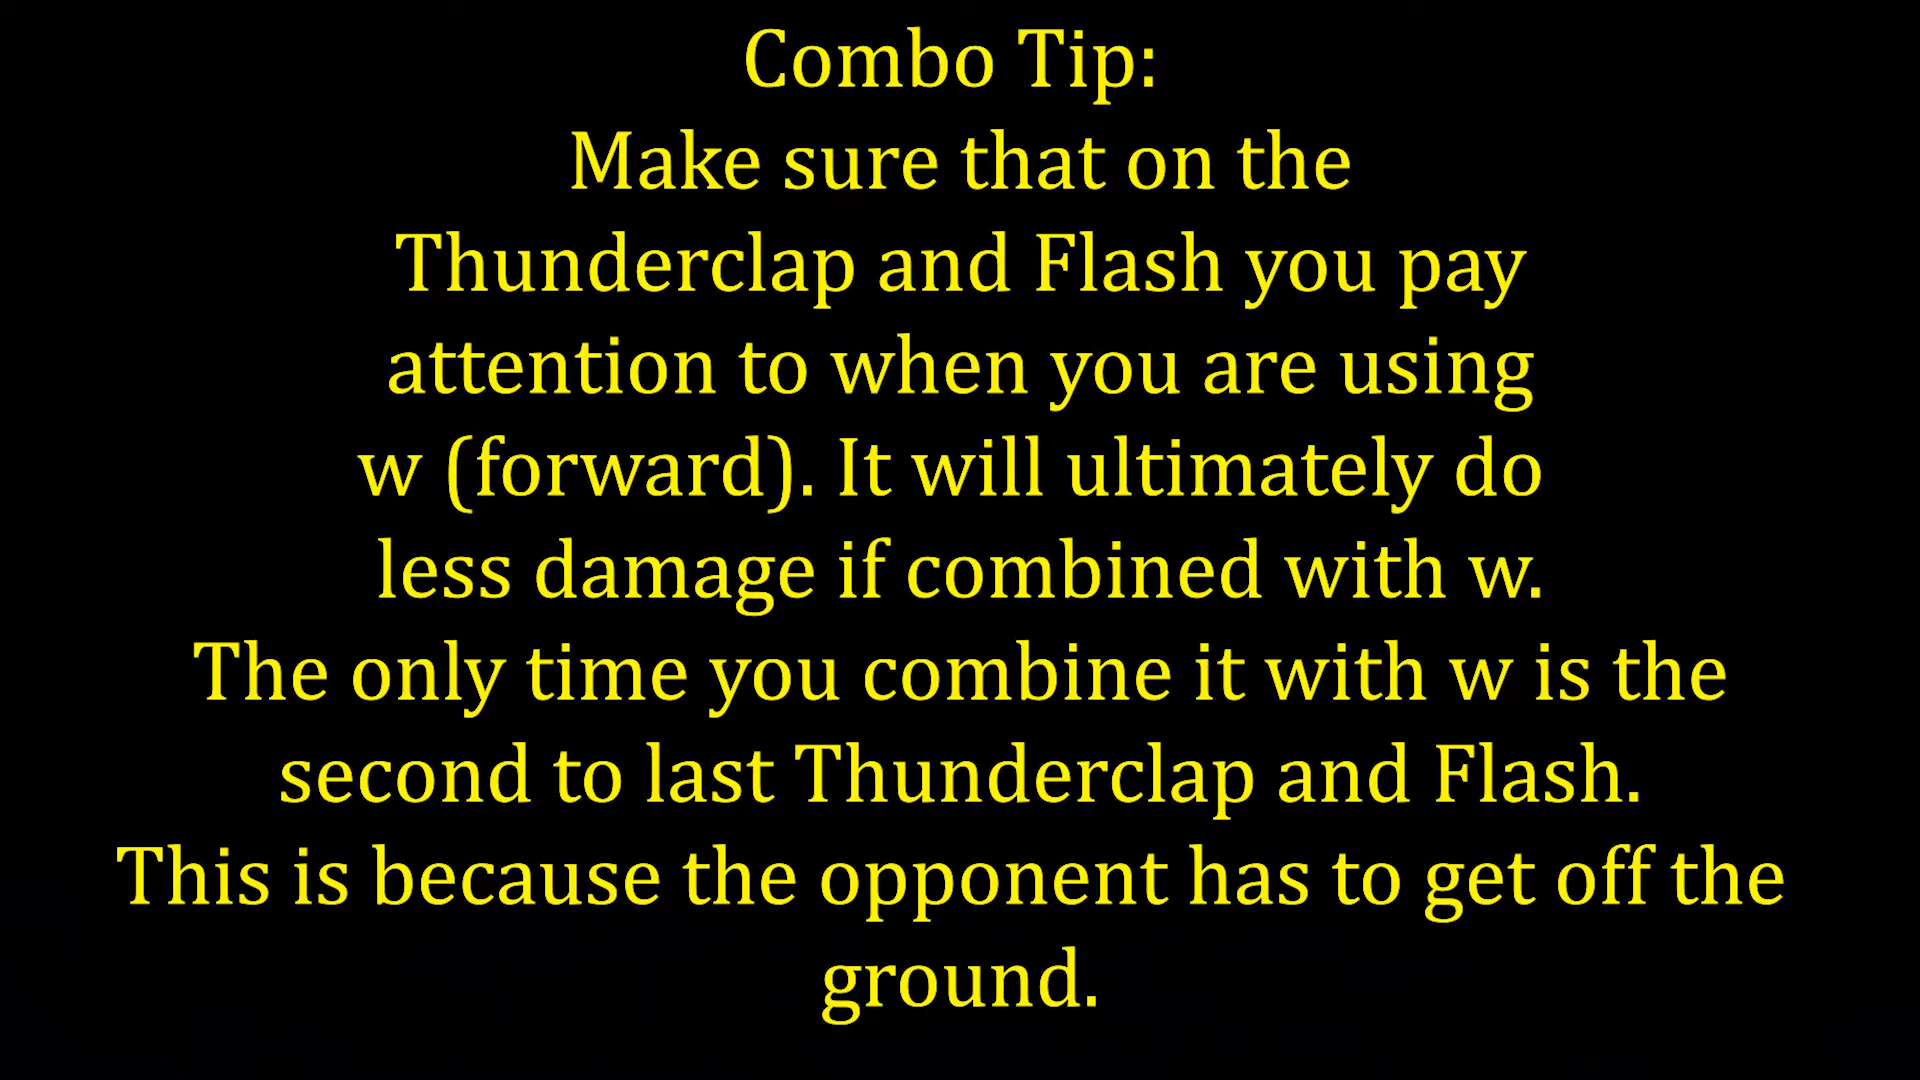 Combo Tip:
Make sure that on the
Thunderclap and Flash you pay
attention to when you are using
w (forward). It will ultimately do
less damage if combined with w.
The only time you combine it with w is the
second to last Thunderclap and Flash.
This is because the opponent has to get off the
ground.